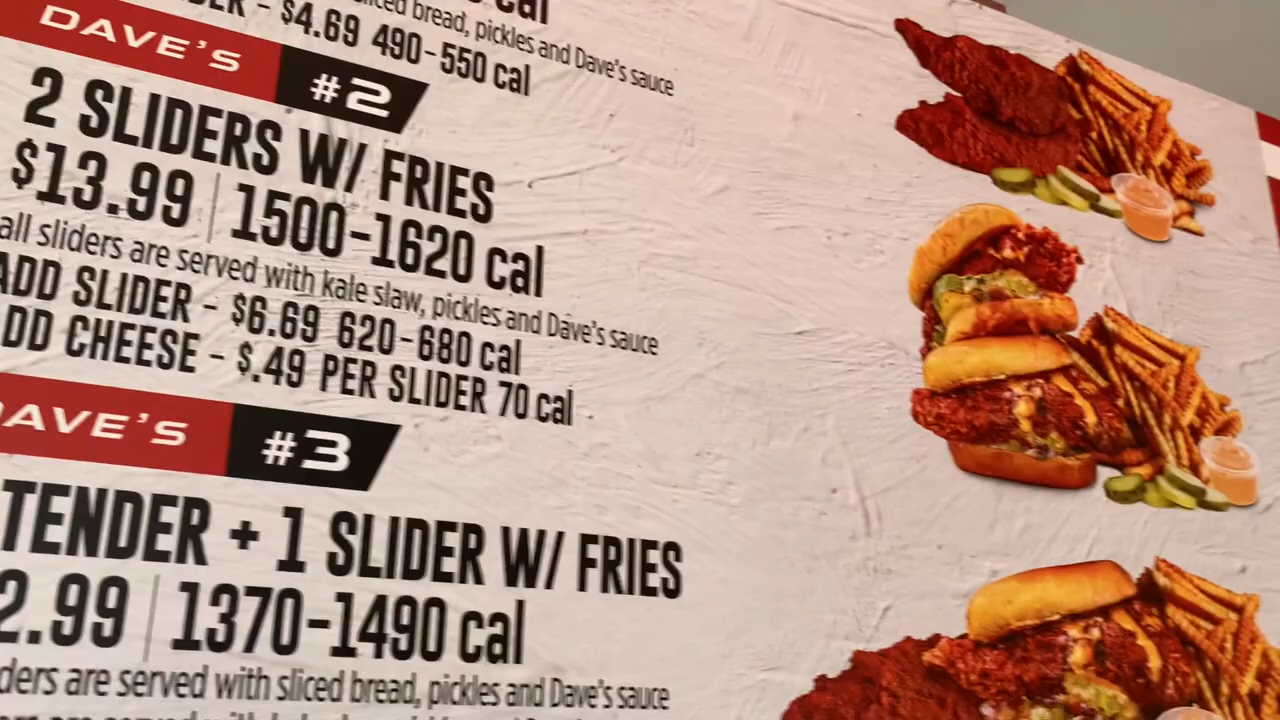 cal
sliced bread, pickles and Dave's sauce
- $4.69 490-550 cal
DAVE'S #2
2 SLIDERS W/ FRIES
$13.99 | 1500-1620 cal
all sliders are served with kale slaw, pickles and Dave's sauce
ADD SLIDER - $6.69 620-680 cal
ADD CHEESE - $.49 PER SLIDER 70 cal
DAVE'S #3
TENDER + 1 SLIDER W/ FRIES
2.99 | 1370-1490 cal
are served with sliced bread, pickles and Dave's sauce